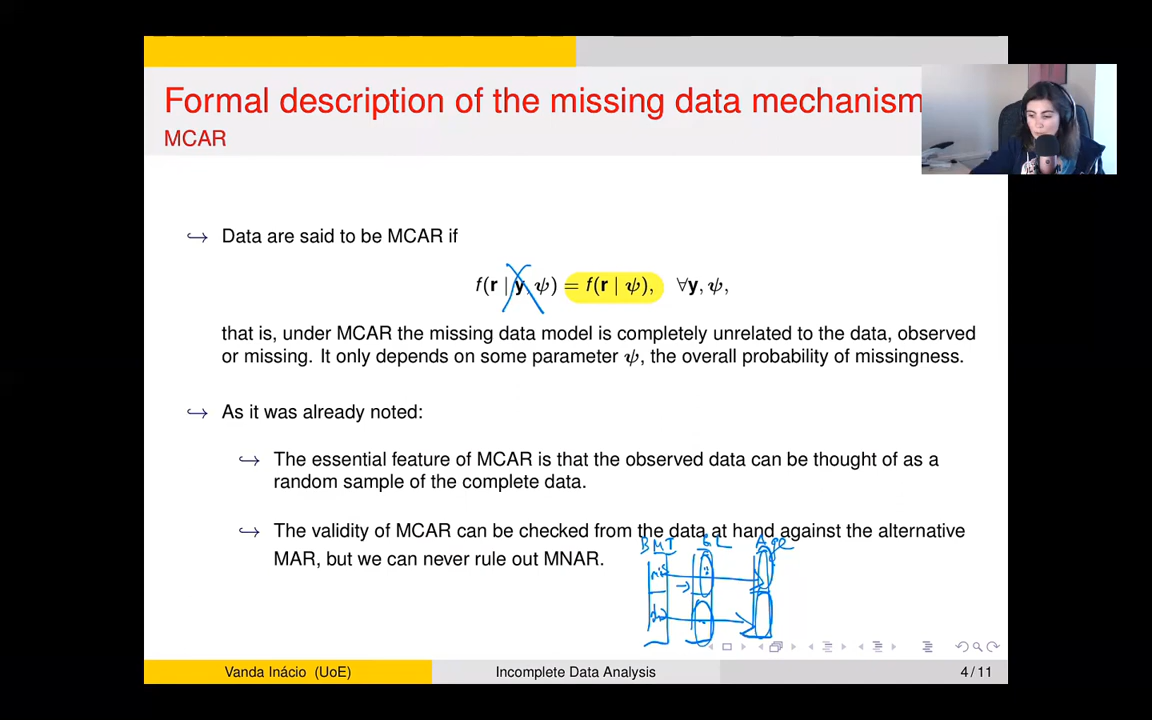 Formal description of the missing data mechanism
MCAR
↪ Data are said to be MCAR if
f(r | y, ψ) = f(r | ψ), ∀y, ψ,
that is, under MCAR the missing data model is completely unrelated to the data, observed
or missing. It only depends on some parameter ψ, the overall probability of missingness.
↪ As it was already noted:
↪ The essential feature of MCAR is that the observed data can be thought of as a
random sample of the complete data.
↪ The validity of MCAR can be checked from the data at hand against the alternative
MAR, but we can never rule out MNAR.
BMT Age
Vanda Inácio (UoE) Incomplete Data Analysis 4 / 11